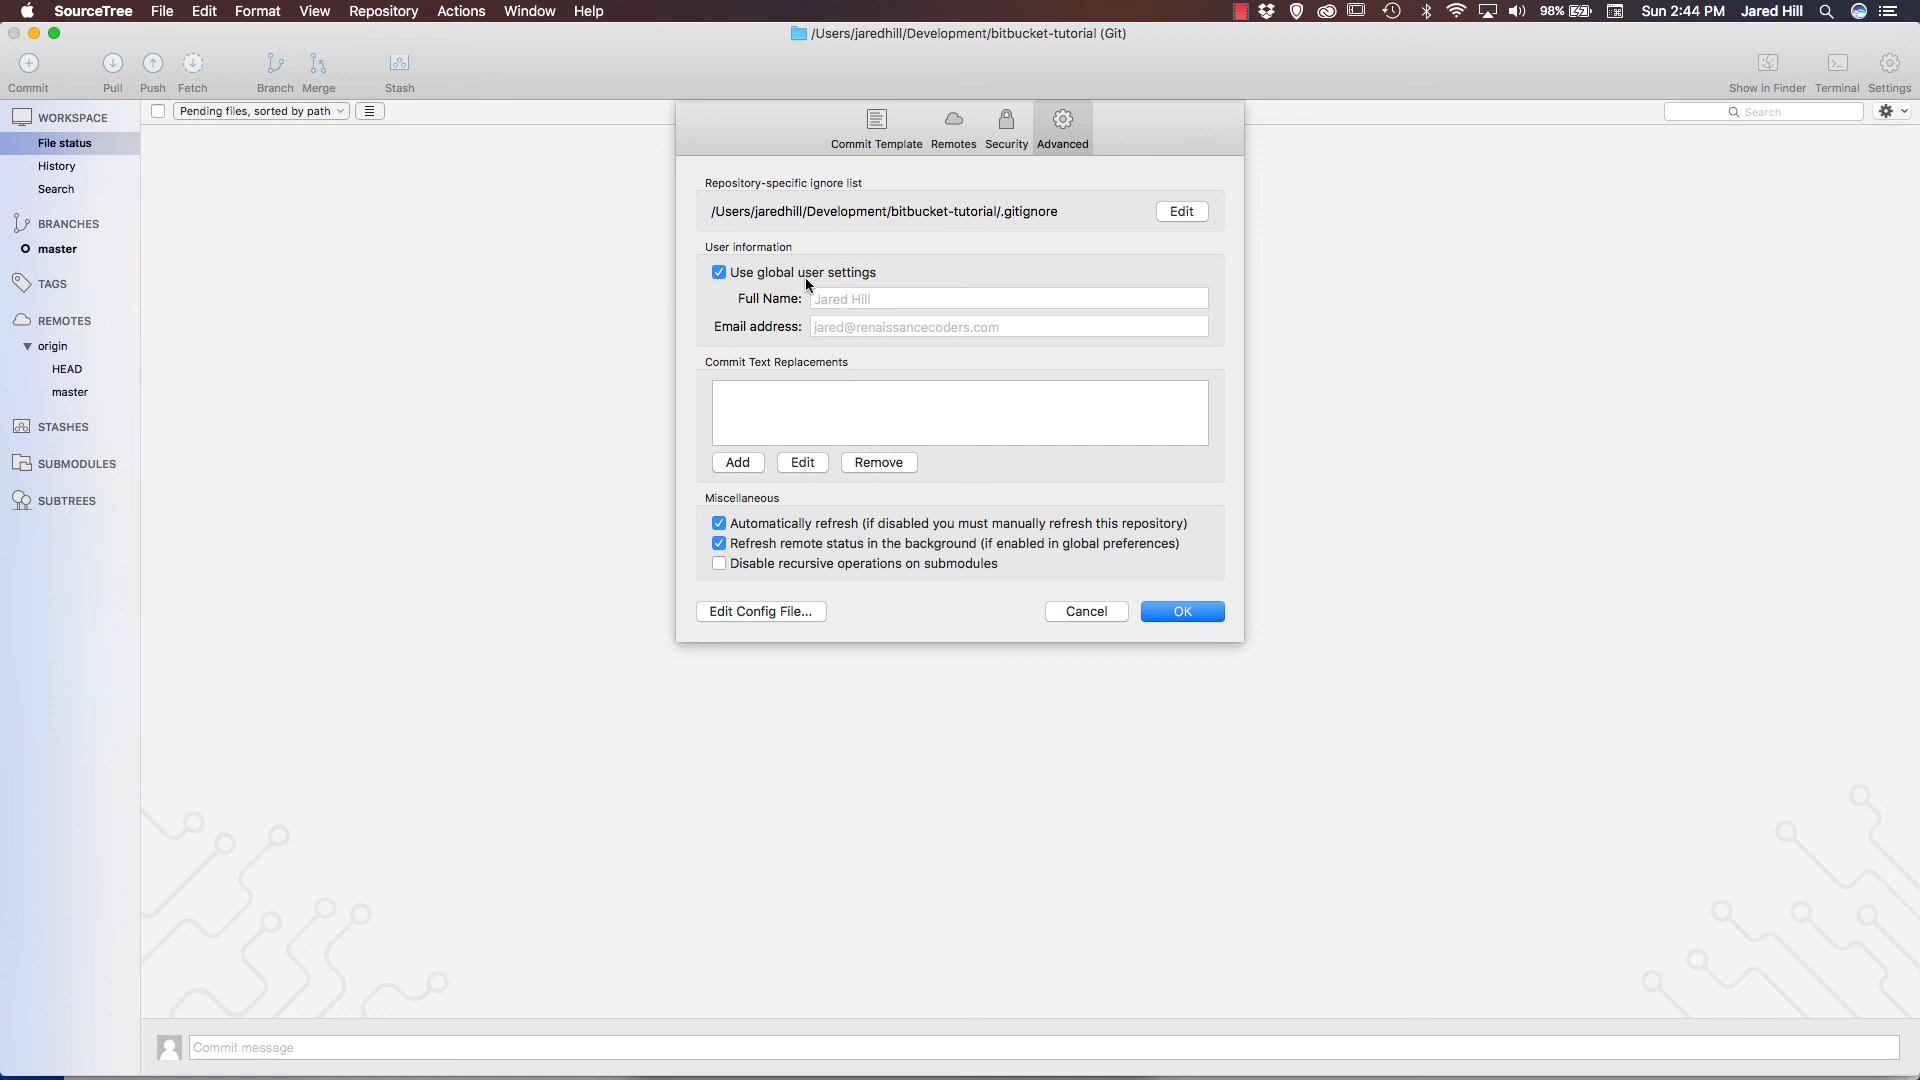 SourceTree File Edit Format View Repository Actions Window Help 98% Sun 2:44 PM Jared Hill
/Users/jaredhill/Development/bitbucket-tutorial (Git)
Commit Pull Push Fetch Branch Merge Stash Show in Finder Terminal Settings
WORKSPACE
File status
History
Search
BRANCHES
master
TAGS
REMOTES
origin
HEAD
master
STASHES
SUBMODULES
SUBTREES
Pending files, sorted by path
Search
Commit Template Remotes Security Advanced
Repository-specific ignore list
/Users/jaredhill/Development/bitbucket-tutorial/.gitignore Edit
User information
Use global user settings
Full Name: Jared Hill
Email address: jared@renaissancecoders.com
Commit Text Replacements
Add Edit Remove
Miscellaneous
Automatically refresh (if disabled you must manually refresh this repository)
Refresh remote status in the background (if enabled in global preferences)
Disable recursive operations on submodules
Edit Config File... Cancel OK
Commit message